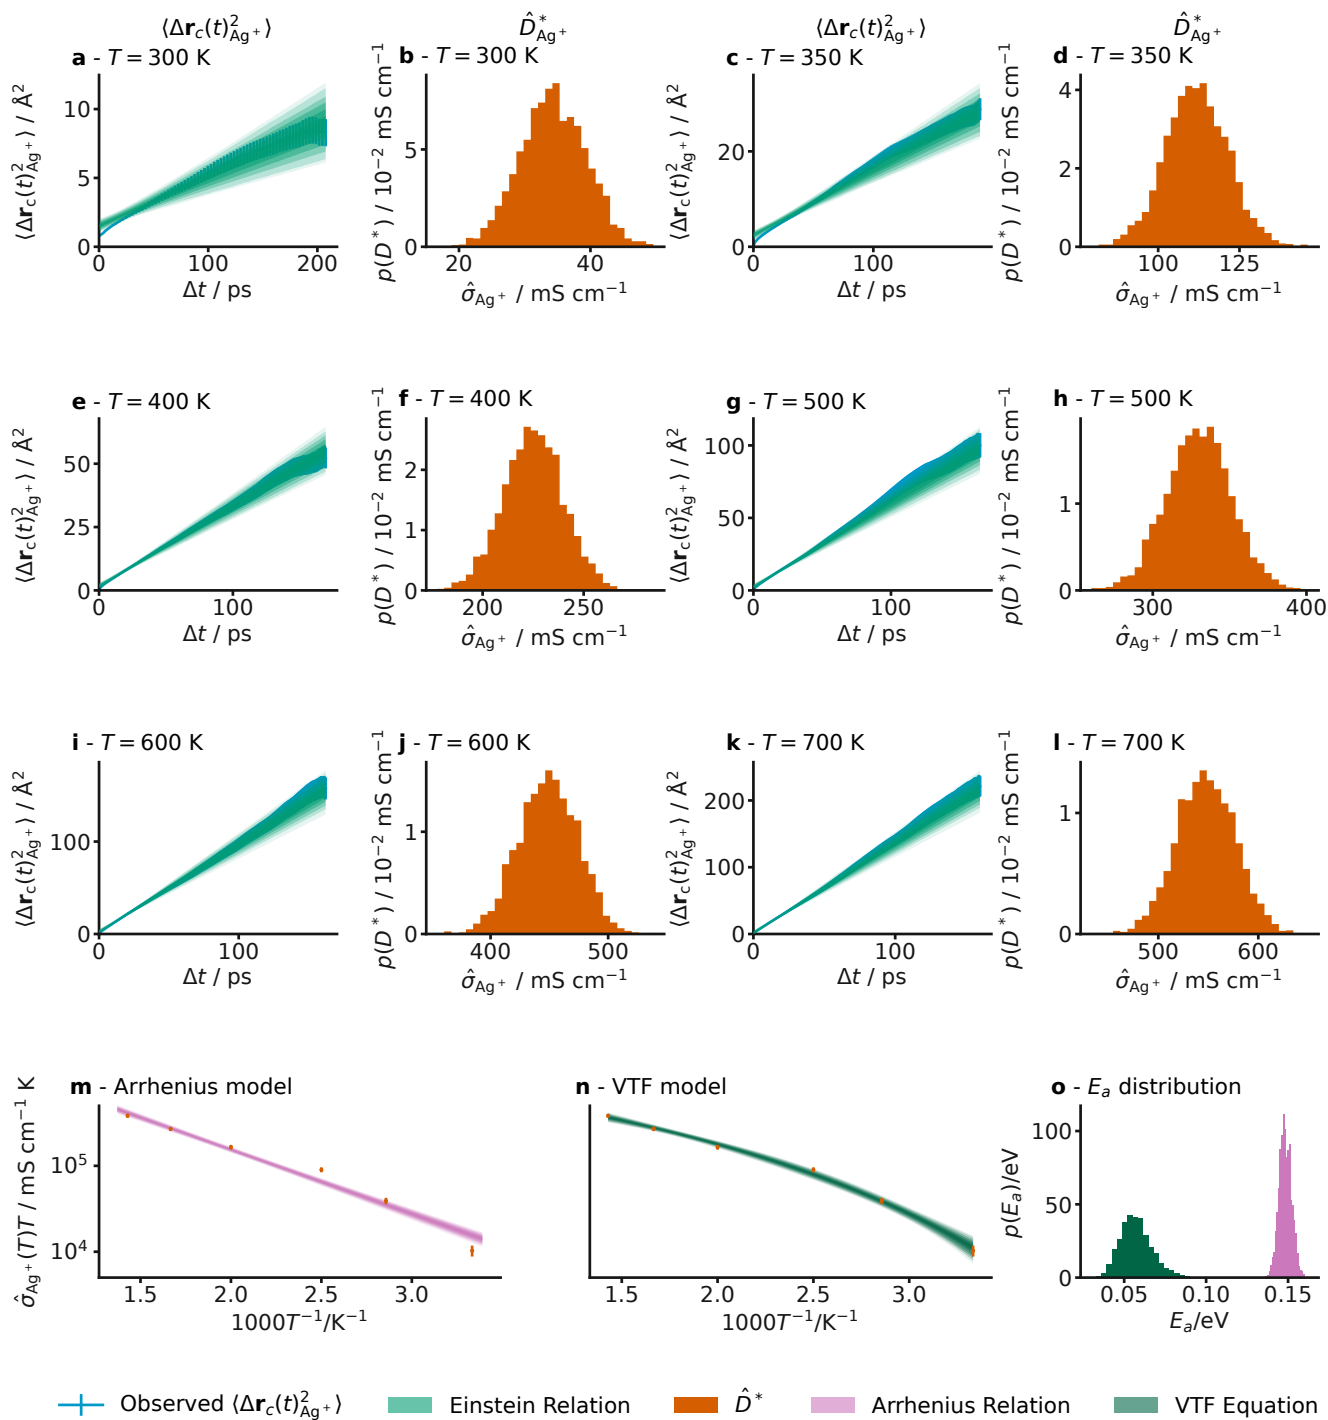 ⟨Δr_c(t)²_Ag⁺⟩ D̂*_Ag⁺ ⟨Δr_c(t)²_Ag⁺⟩ D̂*_Ag⁺
a - T = 300 K
⟨Δr_c(t)²_Ag⁺⟩ / Å²
10
5
0
0 100 200
Δt / ps
b - T = 300 K
p(D*) / 10⁻² mS cm⁻¹
5
0
20 40
σ̂_Ag⁺ / mS cm⁻¹
c - T = 350 K
⟨Δr_c(t)²_Ag⁺⟩ / Å²
20
0
0 100
Δt / ps
d - T = 350 K
p(D*) / 10⁻² mS cm⁻¹
4
2
0
100 125
σ̂_Ag⁺ / mS cm⁻¹
e - T = 400 K
⟨Δr_c(t)²_Ag⁺⟩ / Å²
50
25
0
0 100
Δt / ps
f - T = 400 K
p(D*) / 10⁻² mS cm⁻¹
2
1
0
200 250
σ̂_Ag⁺ / mS cm⁻¹
g - T = 500 K
⟨Δr_c(t)²_Ag⁺⟩ / Å²
100
50
0
0 100
Δt / ps
h - T = 500 K
p(D*) / 10⁻² mS cm⁻¹
1
0
300 400
σ̂_Ag⁺ / mS cm⁻¹
i - T = 600 K
⟨Δr_c(t)²_Ag⁺⟩ / Å²
100
0
0 100
Δt / ps
j - T = 600 K
p(D*) / 10⁻² mS cm⁻¹
1
0
400 500
σ̂_Ag⁺ / mS cm⁻¹
k - T = 700 K
⟨Δr_c(t)²_Ag⁺⟩ / Å²
200
100
0
0 100
Δt / ps
l - T = 700 K
p(D*) / 10⁻² mS cm⁻¹
1
0
500 600
σ̂_Ag⁺ / mS cm⁻¹
m - Arrhenius model
σ̂_Ag⁺(T)T / mS cm⁻¹ K
10⁵
10⁴
1.5 2.0 2.5 3.0
1000T⁻¹/K⁻¹
n - VTF model
1.5 2.0 2.5 3.0
1000T⁻¹/K⁻¹
o - E_a distribution
p(E_a)/eV
100
50
0
0.05 0.10 0.15
E_a/eV
Observed ⟨Δr_c(t)²_Ag⁺⟩ Einstein Relation D̂* Arrhenius Relation VTF Equation